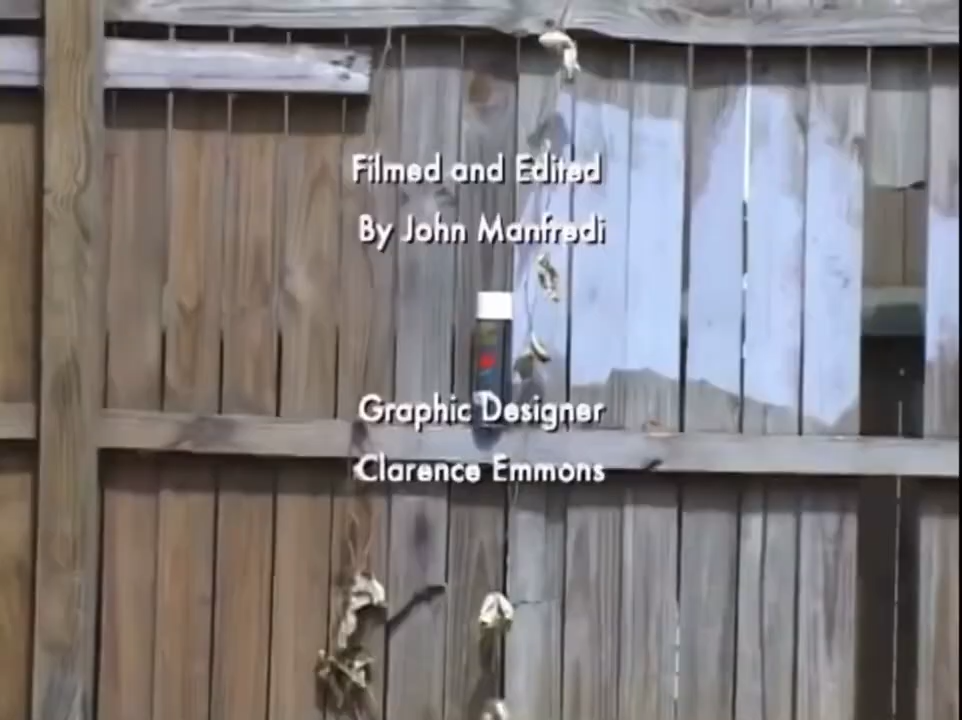 Filmed and Edited
By John Manfredi
Graphic Designer
Clarence Emmons